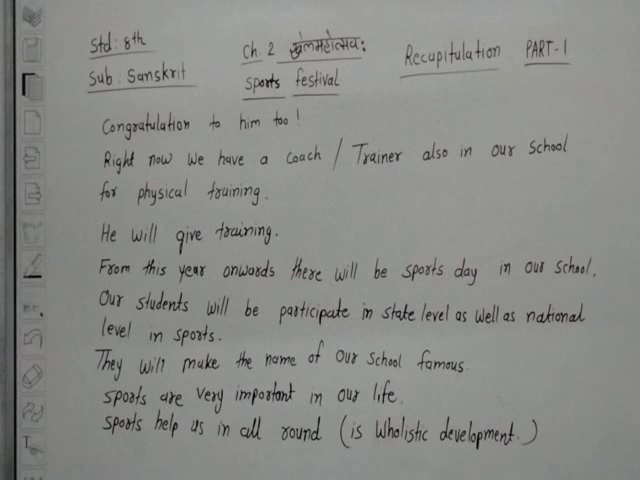 Std: 8th Ch. 2 खेलमहोत्सव: Recupitulation PART-1
Sub: Sanskrit sports festival
Congratulation to him too!
Right now we have a coach / Trainer also in our school
for physical training.
He will give training.
From this year onwards there will be sports day in our school.
Our students will be participate in state level as well as national
level in sports.
They will make the name of our school famous.
sports are very important in our life.
sports help us in all round (is wholistic development.)